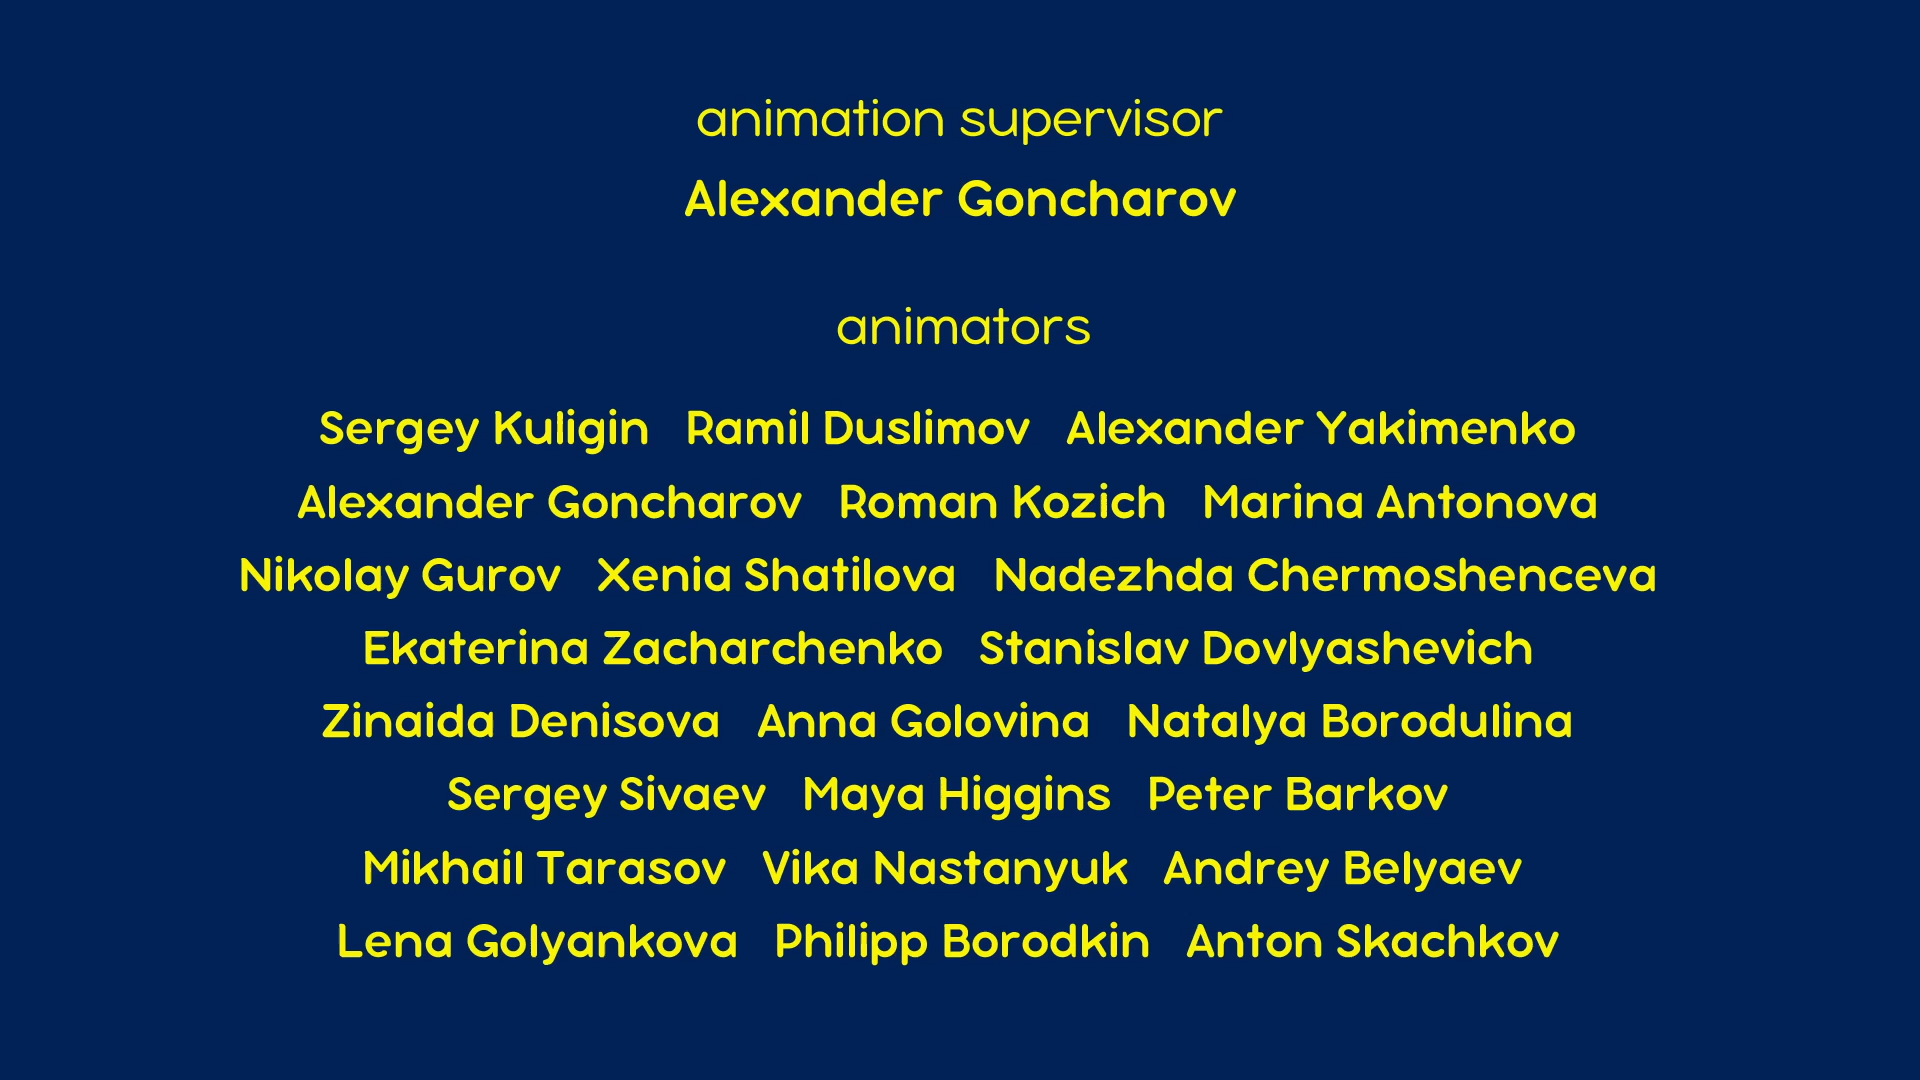 animation supervisor
Alexander Goncharov
animators
Sergey Kuligin Ramil Duslimov Alexander Yakimenko
Alexander Goncharov Roman Kozich Marina Antonova
Nikolay Gurov Xenia Shatilova Nadezhda Chermoshenceva
Ekaterina Zacharchenko Stanislav Dovlyashevich
Zinaida Denisova Anna Golovina Natalya Borodulina
Sergey Sivaev Maya Higgins Peter Barkov
Mikhail Tarasov Vika Nastanyuk Andrey Belyaev
Lena Golyankova Philipp Borodkin Anton Skachkov